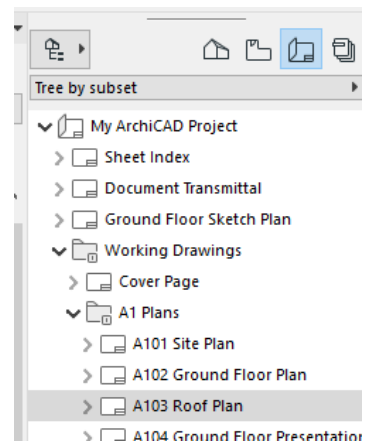 Tree by subset
My ArchiCAD Project
Sheet Index
Document Transmittal
Ground Floor Sketch Plan
Working Drawings
Cover Page
A1 Plans
A101 Site Plan
A102 Ground Floor Plan
A103 Roof Plan
A104 Ground Floor Presentation